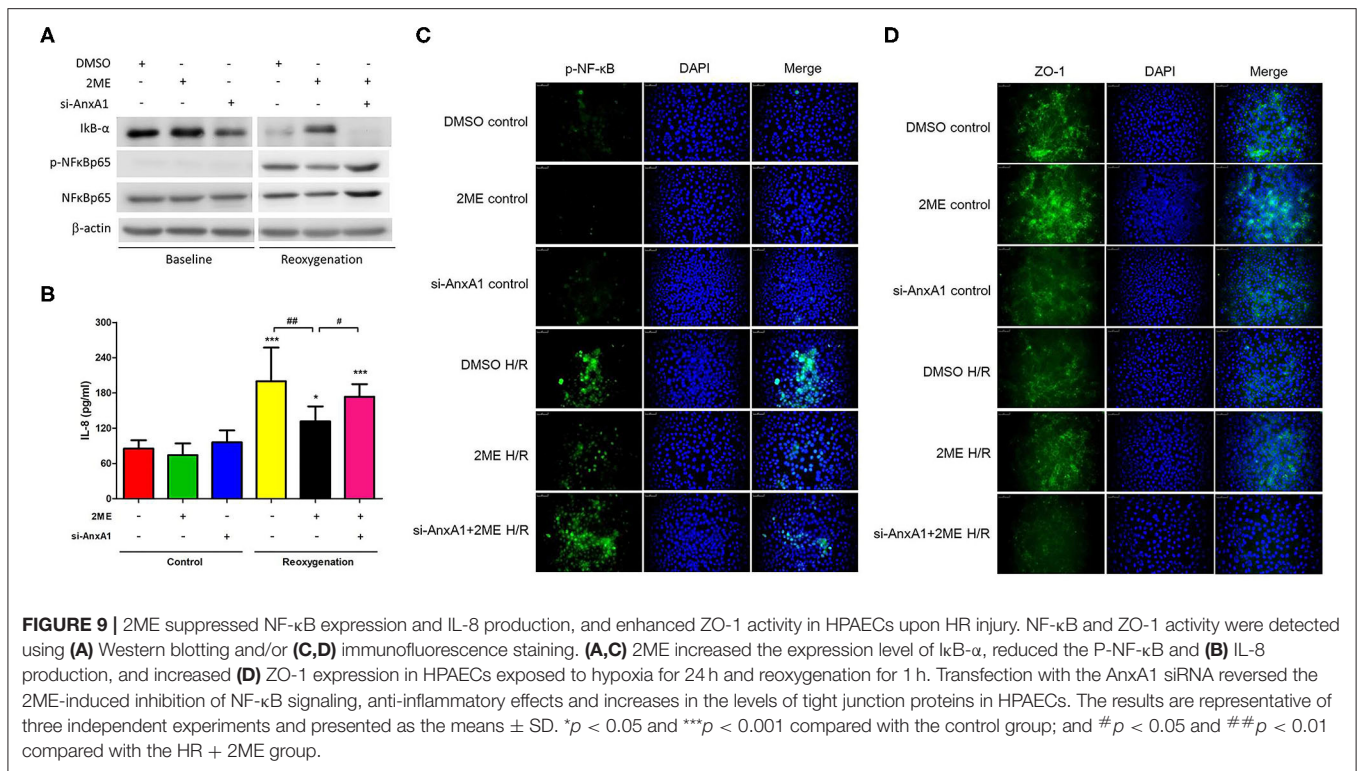 A
DMSO + - - + - -
2ME - + - - + +
si-AnxA1 - - + - - +
IkB-α
p-NFκBp65
NFκBp65
β-actin
Baseline Reoxygenation
B
300
240
180
120
60
0
IL-8 (pg/ml)
## #
*** * ***
2ME - + - - + +
si-AnxA1 - - + - - +
Control Reoxygenation
C
p-NF-κB DAPI Merge
DMSO control
2ME control
si-AnxA1 control
DMSO H/R
2ME H/R
si-AnxA1+2ME H/R
D
ZO-1 DAPI Merge
DMSO control
2ME control
si-AnxA1 control
DMSO H/R
2ME H/R
si-AnxA1+2ME H/R
FIGURE 9 | 2ME suppressed NF-κB expression and IL-8 production, and enhanced ZO-1 activity in HPAECs upon HR injury. NF-κB and ZO-1 activity were detected
using (A) Western blotting and/or (C,D) immunofluorescence staining. (A,C) 2ME increased the expression level of IκB-α, reduced the P-NF-κB and (B) IL-8
production, and increased (D) ZO-1 expression in HPAECs exposed to hypoxia for 24 h and reoxygenation for 1 h. Transfection with the AnxA1 siRNA reversed the
2ME-induced inhibition of NF-κB signaling, anti-inflammatory effects and increases in the levels of tight junction proteins in HPAECs. The results are representative of
three independent experiments and presented as the means ± SD. *p < 0.05 and ***p < 0.001 compared with the control group; and #p < 0.05 and ##p < 0.01
compared with the HR + 2ME group.